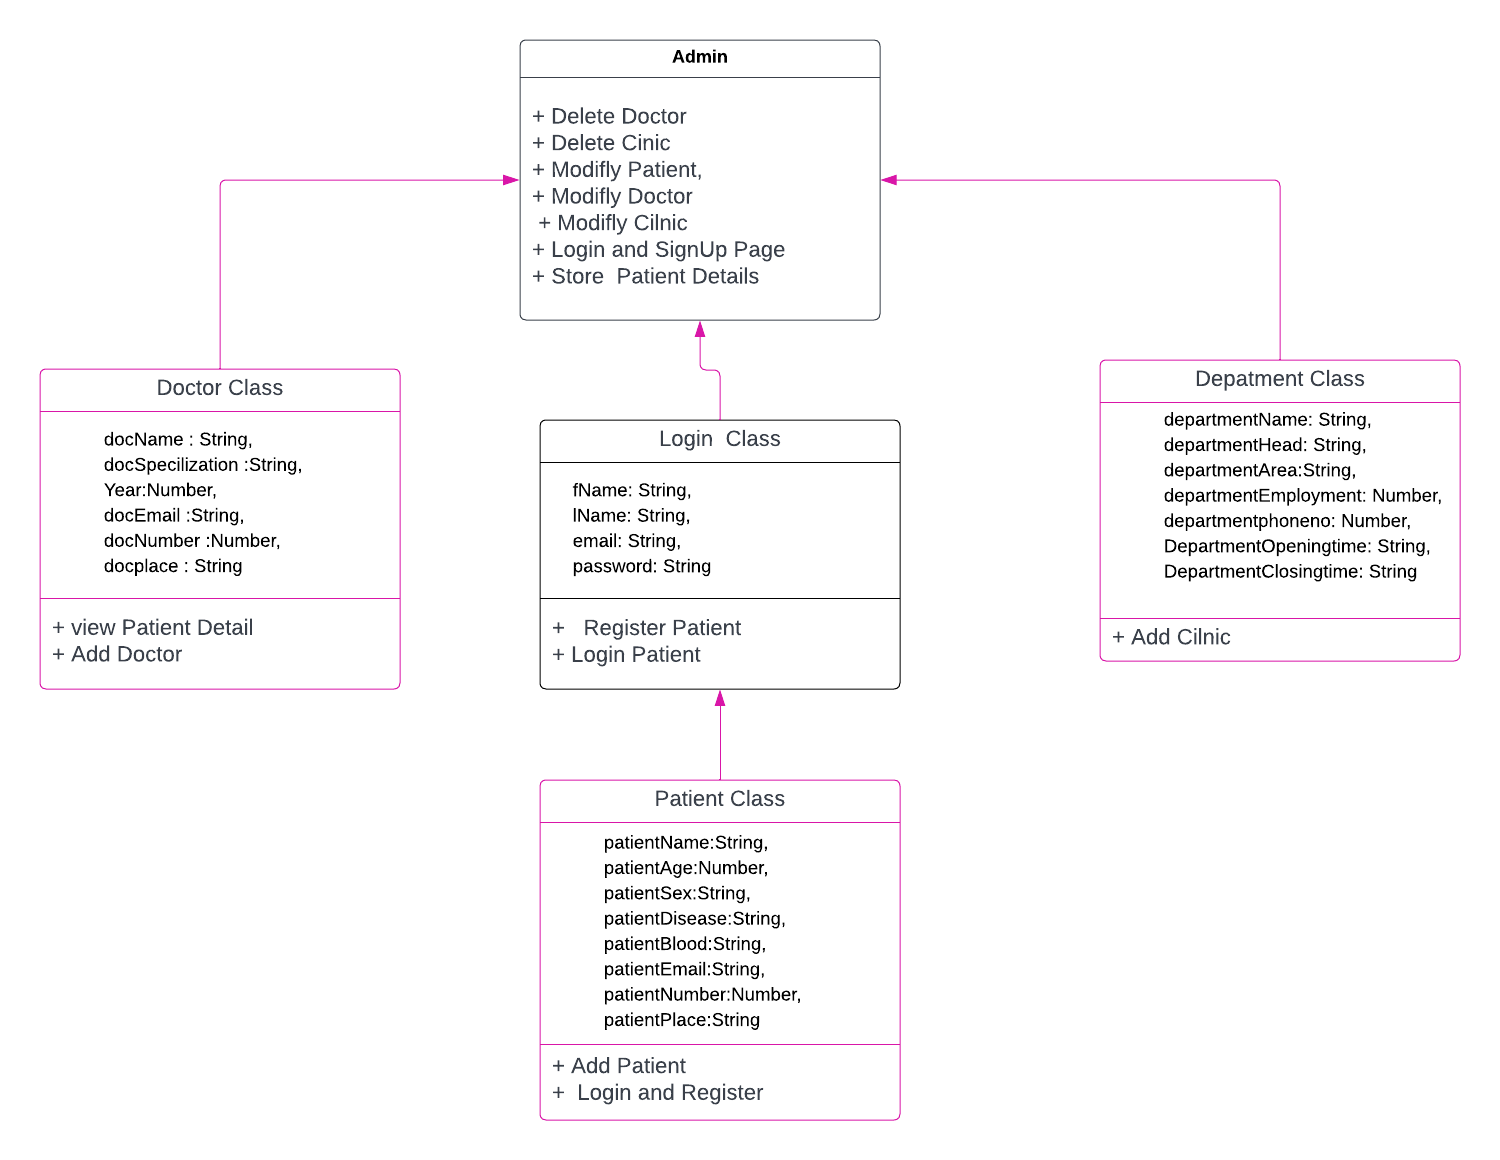 Admin
+ Delete Doctor
+ Delete Cinic
+ Modifly Patient,
+ Modifly Doctor
+ Modifly Cilnic
+ Login and SignUp Page
+ Store  Patient Details
Doctor Class
docName : String,
docSpecilization :String,
Year:Number,
docEmail :String,
docNumber :Number,
docplace : String
+ view Patient Detail
+ Add Doctor
Login  Class
fName: String,
lName: String,
email: String,
password: String
+   Register Patient
+ Login Patient
Depatment Class
departmentName: String,
departmentHead: String,
departmentArea:String,
departmentEmployment: Number,
departmentphoneno: Number,
DepartmentOpeningtime: String,
DepartmentClosingtime: String
+ Add Cilnic
Patient Class
patientName:String,
patientAge:Number,
patientSex:String,
patientDisease:String,
patientBlood:String,
patientEmail:String,
patientNumber:Number,
patientPlace:String
+ Add Patient
+  Login and Register